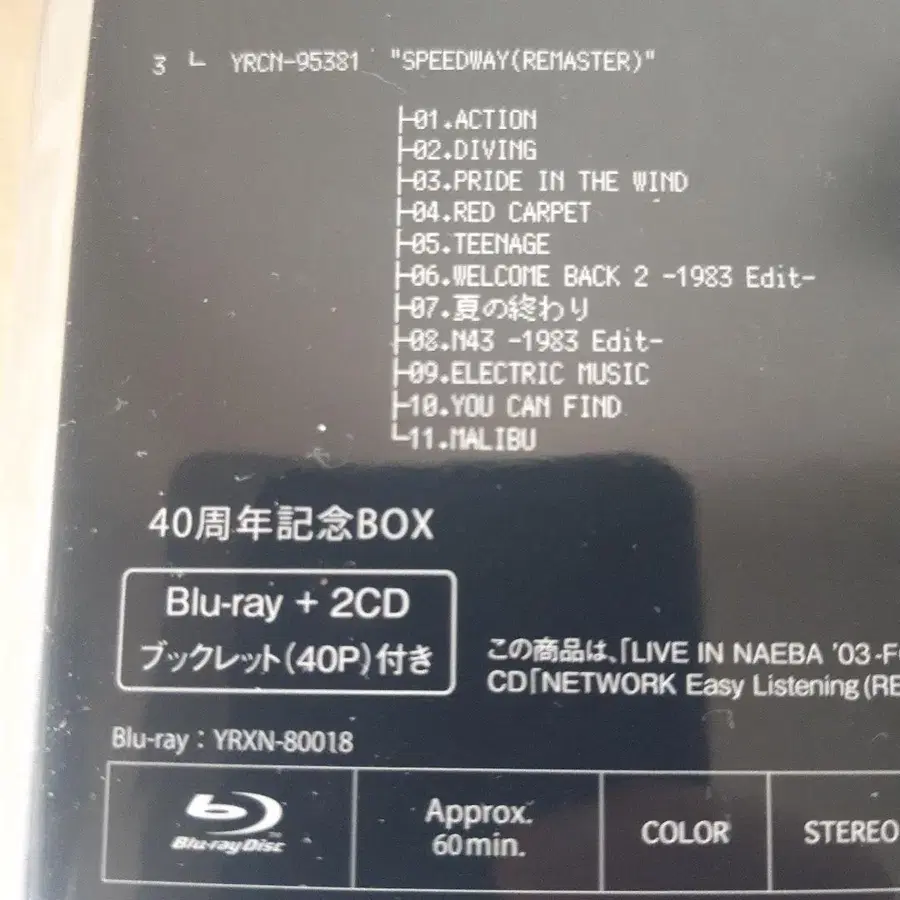 3 └ YRCN-95381 "SPEEDWAY(REMASTER)"
├01.ACTION
├02.DIVING
├03.PRIDE IN THE WIND
├04.RED CARPET
├05.TEENAGE
├06.WELCOME BACK 2 -1983 Edit-
├07.夏の終わり
├08.N43 -1983 Edit-
├09.ELECTRIC MUSIC
├10.YOU CAN FIND
└11.MALIBU
40周年記念BOX
Blu-ray + 2CD
ブックレット(40P)付き
この商品は、「LIVE IN NAEBA '03-F
CD「NETWORK Easy Listening(RE
Blu-ray : YRXN-80018
Blu-ray Disc™
Approx.
60min.
COLOR
STEREO